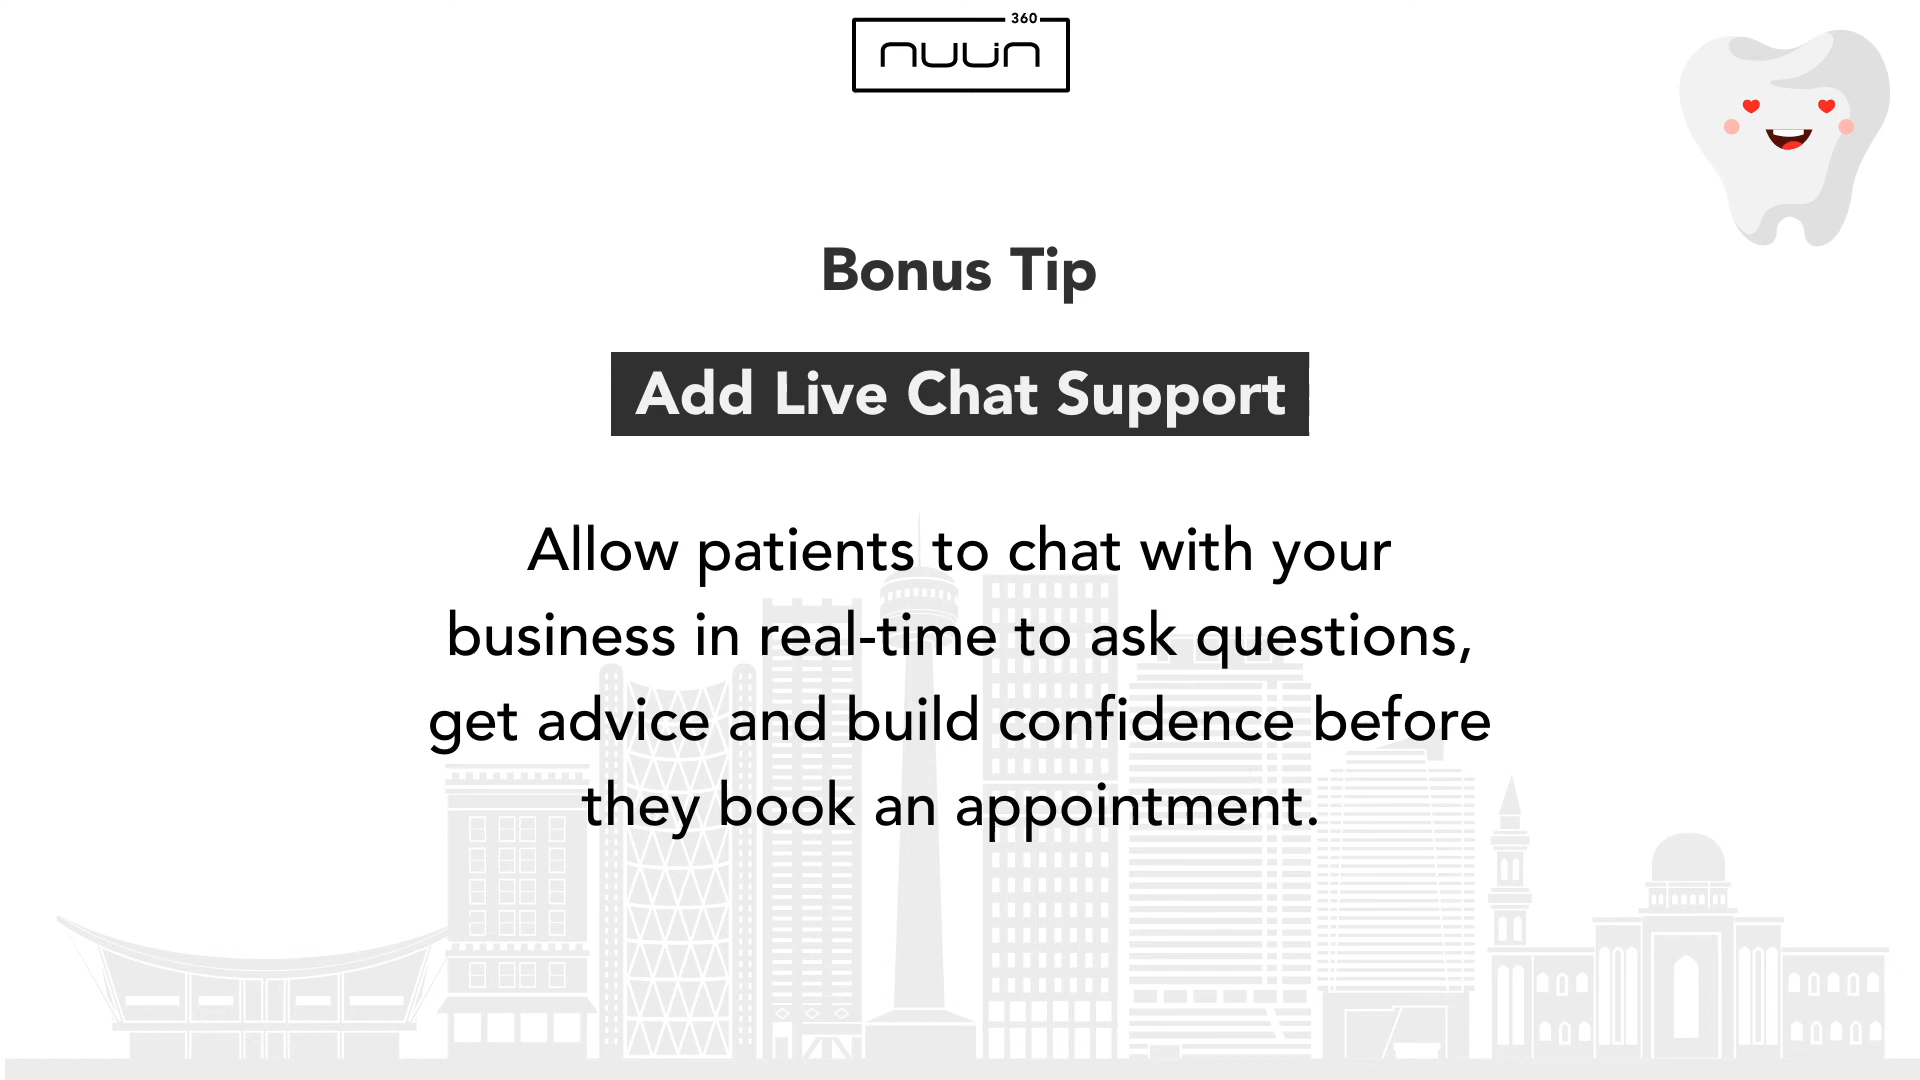 360
nuun
Bonus Tip
Add Live Chat Support
Allow patients to chat with your
business in real-time to ask questions,
get advice and build confidence before
they book an appointment.